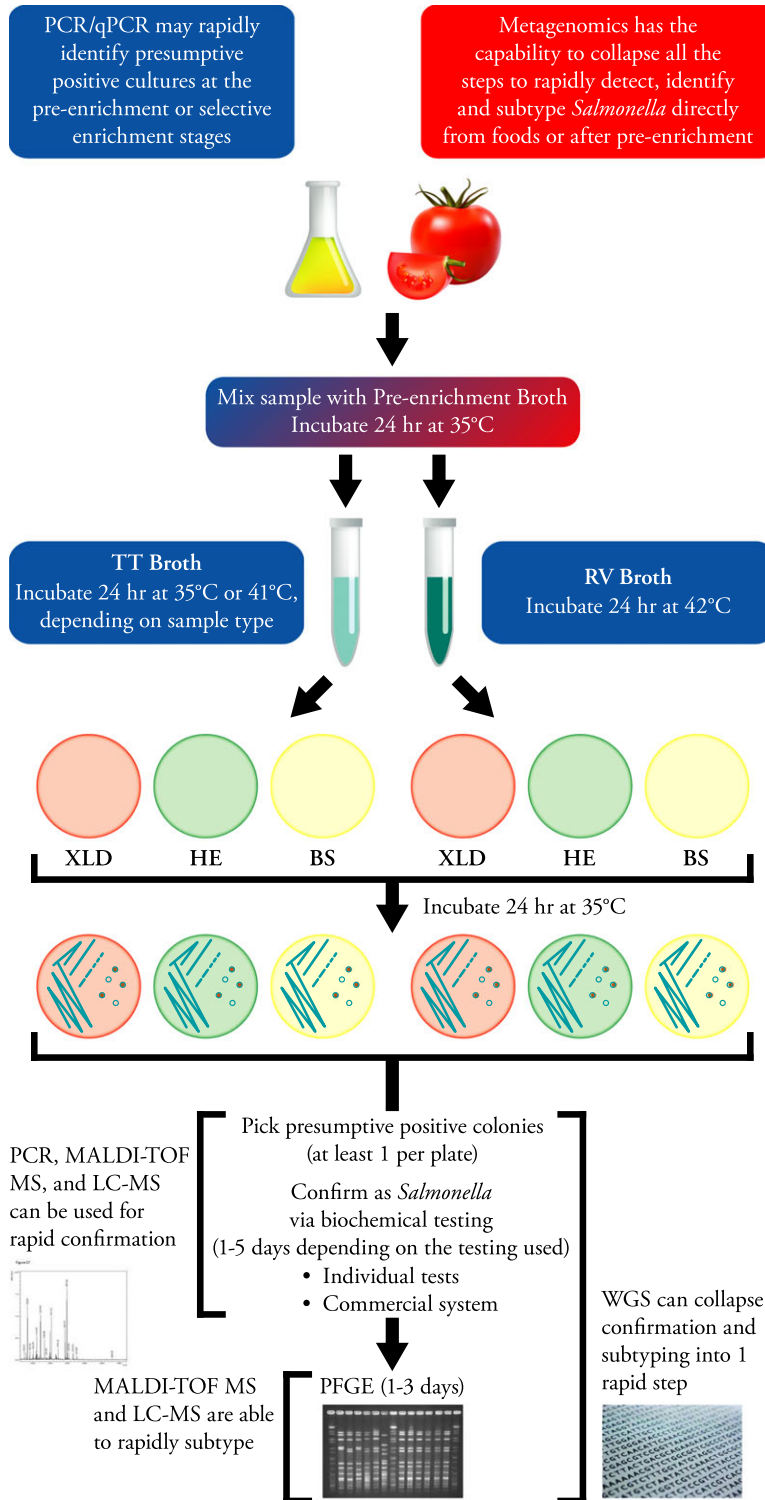 PCR/qPCR may rapidly
identify presumptive
positive cultures at the
pre-enrichment or selective
enrichment stages
Metagenomics has the
capability to collapse all the
steps to rapidly detect, identify
and subtype Salmonella directly
from foods or after pre-enrichment
Mix sample with Pre-enrichment Broth
Incubate 24 hr at 35°C
TT Broth
Incubate 24 hr at 35°C or 41°C,
depending on sample type
RV Broth
Incubate 24 hr at 42°C
XLD
HE
BS
XLD
HE
BS
Incubate 24 hr at 35°C
Pick presumptive positive colonies
(at least 1 per plate)
Confirm as Salmonella
via biochemical testing
(1-5 days depending on the testing used)
• Individual tests
• Commercial system
PCR, MALDI-TOF
MS, and LC-MS
can be used for
rapid confirmation
WGS can collapse
confirmation and
subtyping into 1
rapid step
MALDI-TOF MS
and LC-MS are able
to rapidly subtype
PFGE (1-3 days)